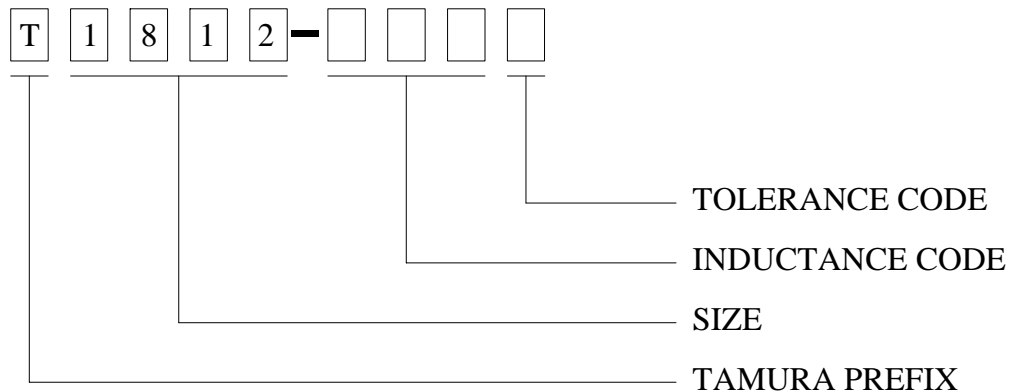 T 1 8 1 2 -
TOLERANCE CODE
INDUCTANCE CODE
SIZE
TAMURA PREFIX